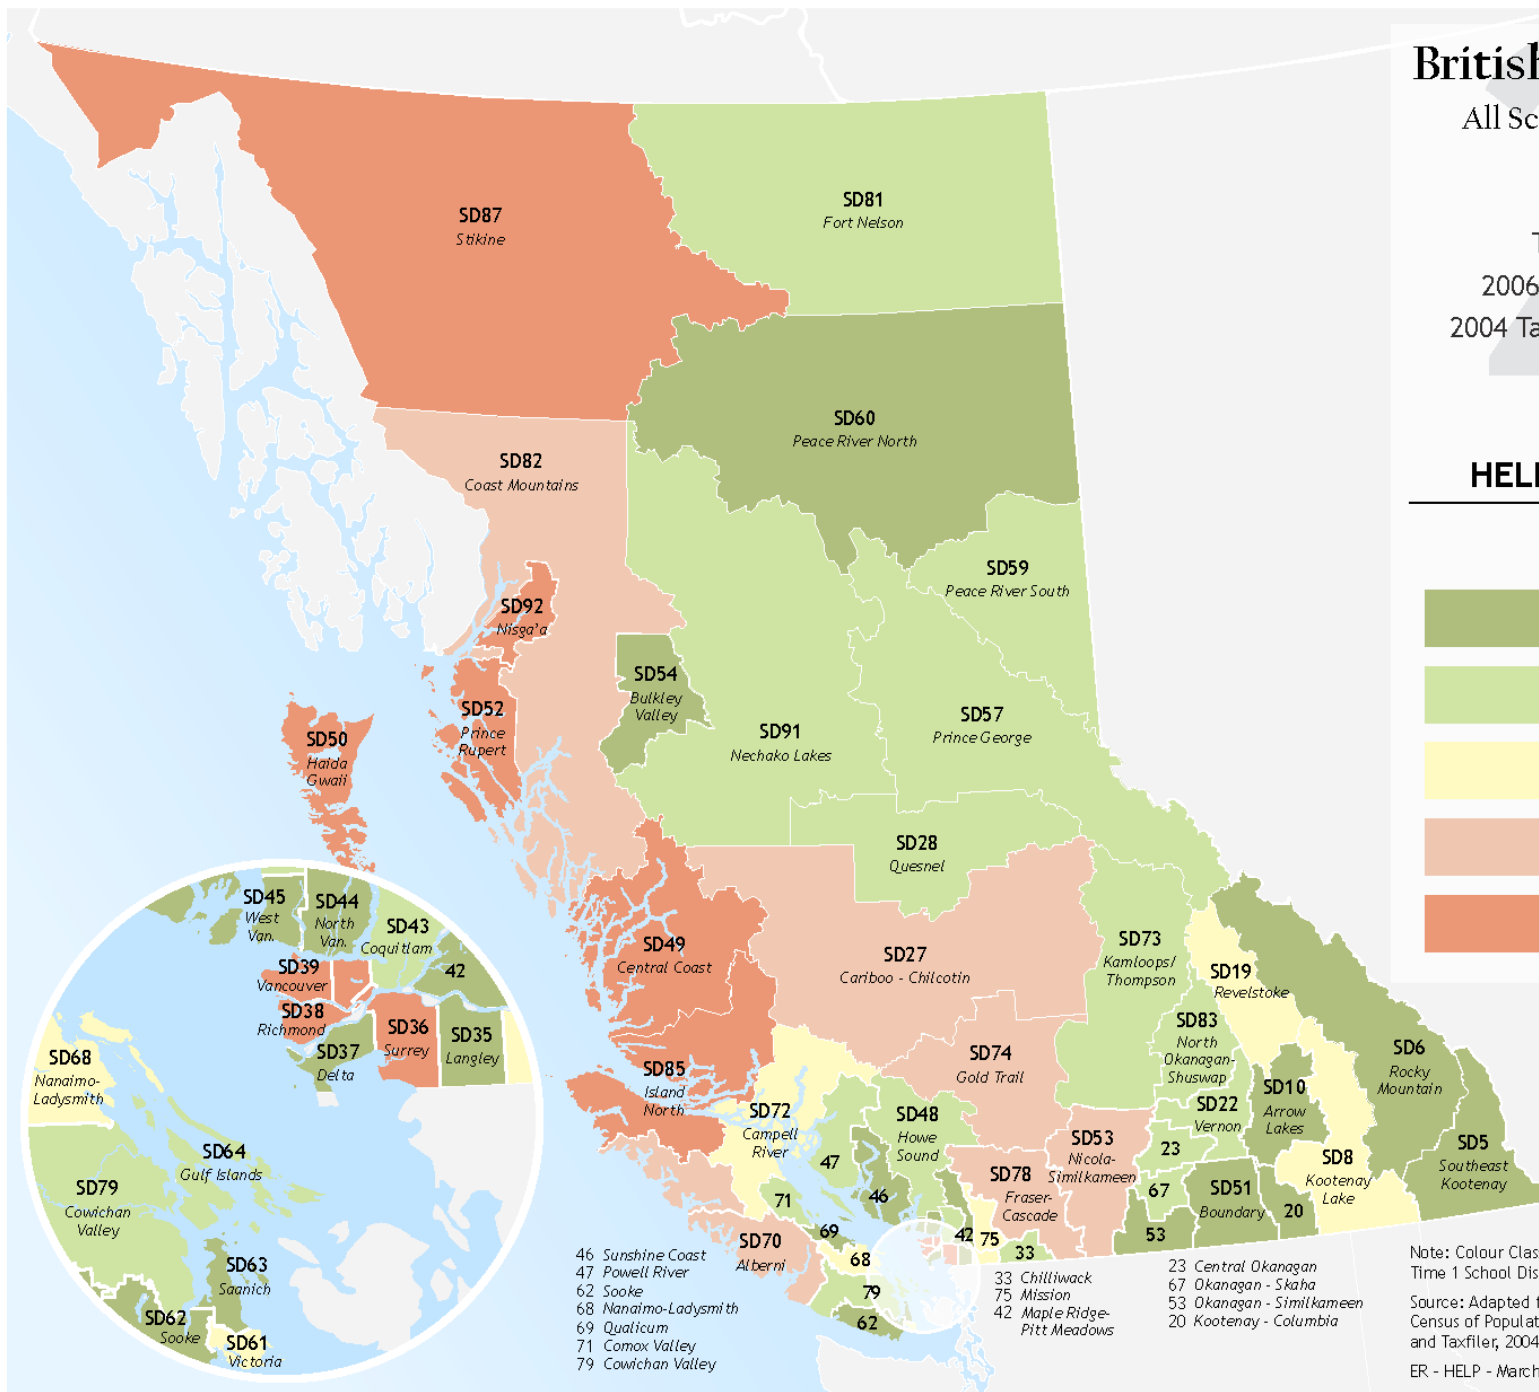 British
All Sc
T
2006
2004 Ta
HELP
SD87
Stikine
SD81
Fort Nelson
SD60
Peace River North
SD82
Coast Mountains
SD59
Peace River South
SD92
Nisga'a
SD54
Bulkley
Valley
SD52
Prince
Rupert
SD50
Haida
Gwaii
SD91
Nechako Lakes
SD57
Prince George
SD28
Quesnel
SD49
Central Coast
SD27
Cariboo - Chilcotin
SD73
Kamloops/
Thompson
SD19
Revelstoke
SD83
North
Okanagan-
Shuswap
SD6
Rocky
Mountain
SD74
Gold Trail
SD85
Island
North
SD72
Campell
River
SD48
Howe
Sound
SD22
Vernon
SD10
Arrow
Lakes
SD53
Nicola-
Similkameen
SD78
Fraser-
Cascade
SD8
Kootenay
Lake
SD5
Southeast
Kootenay
SD51
Boundary
SD70
Alberni
47
46
71
69
68
79
62
42
75
33
23
67
53
20
SD45
West
Van.
SD44
North
Van.
SD43
Coquitlam
42
SD39
Vancouver
SD38
Richmond
SD37
Delta
SD36
Surrey
SD35
Langley
SD68
Nanaimo-
Ladysmith
SD64
Gulf Islands
SD79
Cowichan
Valley
SD63
Saanich
SD62
Sooke
SD61
Victoria
46 Sunshine Coast
47 Powell River
62 Sooke
68 Nanaimo-Ladysmith
69 Qualicum
71 Comox Valley
79 Cowichan Valley
33 Chilliwack
75 Mission
42 Maple Ridge-
Pitt Meadows
23 Central Okanagan
67 Okanagan - Skaha
53 Okanagan - Similkameen
20 Kootenay - Columbia
Note: Colour Clas
Time 1 School Dis
Source: Adapted f
Census of Populat
and Taxfiler, 2004
ER - HELP - March